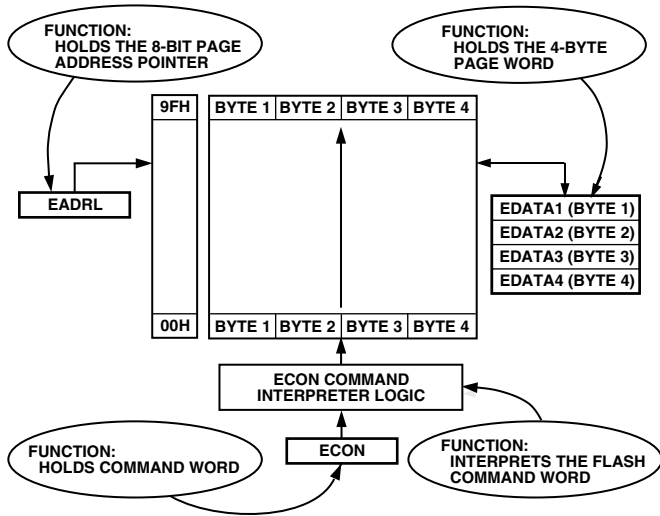 FUNCTION:
HOLDS THE 8-BIT PAGE
ADDRESS POINTER
FUNCTION:
HOLDS THE 4-BYTE
PAGE WORD
9FH
BYTE 1 BYTE 2 BYTE 3 BYTE 4
EADRL
EDATA1 (BYTE 1)
EDATA2 (BYTE 2)
EDATA3 (BYTE 3)
EDATA4 (BYTE 4)
00H
BYTE 1 BYTE 2 BYTE 3 BYTE 4
ECON COMMAND
INTERPRETER LOGIC
FUNCTION:
HOLDS COMMAND WORD
ECON
FUNCTION:
INTERPRETS THE FLASH
COMMAND WORD